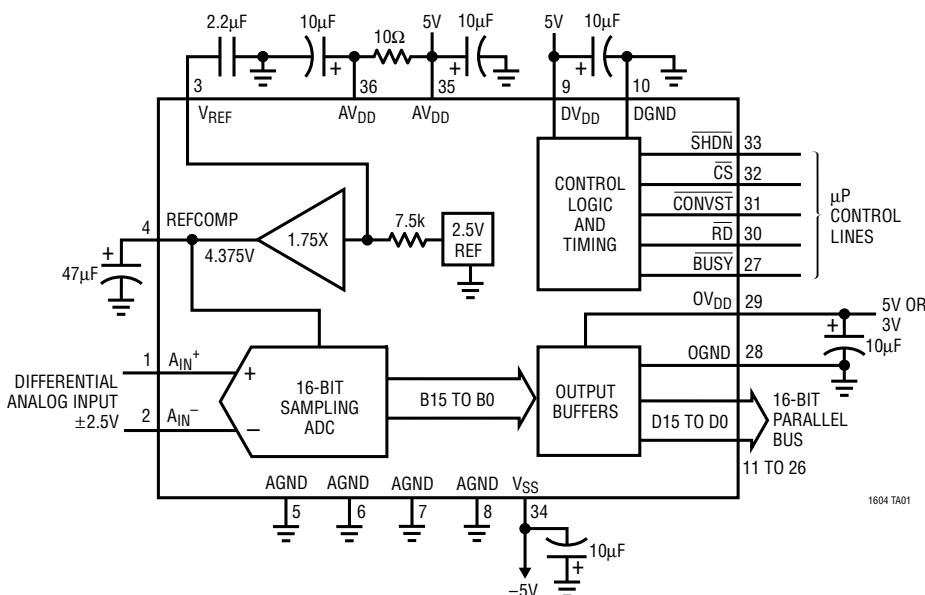 2.2µF
10µF
10Ω
5V
10µF
5V
10µF
3
36
35
9
10
VREF
AVDD
AVDD
DVDD
DGND
SHDN
33
CS
32
CONVST
31
RD
30
BUSY
27
CONTROL
LOGIC
AND
TIMING
µP
CONTROL
LINES
4
REFCOMP
4.375V
1.75X
7.5k
2.5V
REF
47µF
+
+
+
+
+
OVDD
29
5V OR
3V
+
10µF
OGND
28
1
AIN+
+
DIFFERENTIAL
ANALOG INPUT
±2.5V
2
AIN−
−
16-BIT
SAMPLING
ADC
B15 TO B0
OUTPUT
BUFFERS
D15 TO D0
16-BIT
PARALLEL
BUS
11 TO 26
AGND
AGND
AGND
AGND
VSS
5
6
7
8
34
10µF
–5V
1604 TA01